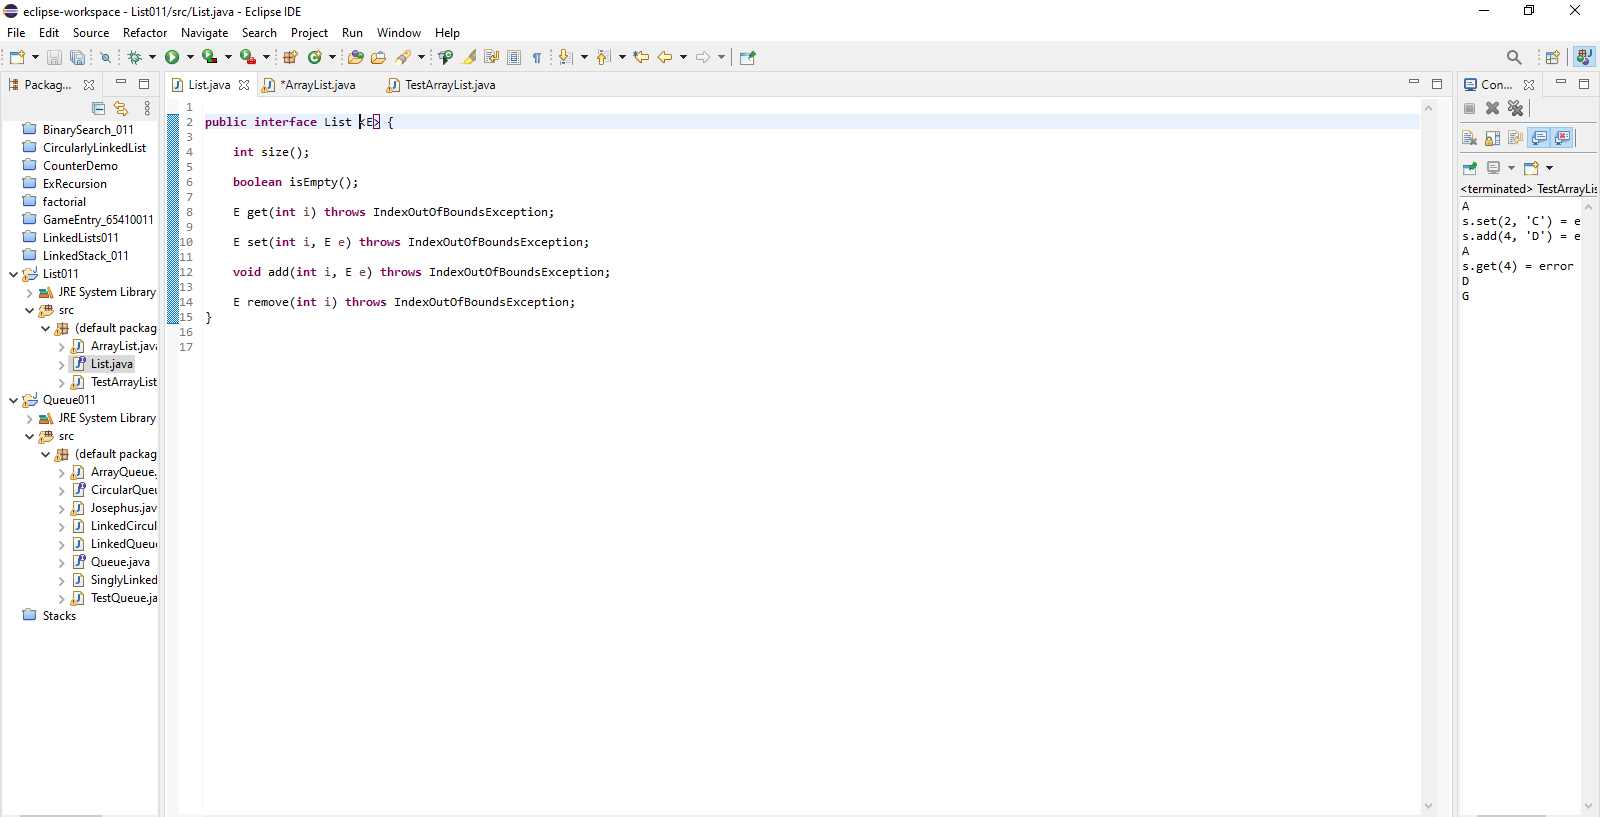 eclipse-workspace - List011/src/List.java - Eclipse IDE
File Edit Source Refactor Navigate Search Project Run Window Help
Packag...
List.java
*ArrayList.java
TestArrayList.java
Con...
BinarySearch_011
CircularlyLinkedList
CounterDemo
ExRecursion
factorial
GameEntry_65410011
LinkedLists011
LinkedStack_011
List011
JRE System Library
src
(default packag
ArrayList.java
List.java
TestArrayList
Queue011
JRE System Library
src
(default packag
ArrayQueue.
CircularQueu
Josephus.jav
LinkedCircul
LinkedQueue
Queue.java
SinglyLinked
TestQueue.ja
Stacks
1
2 public interface List <E> {
3
4 int size();
5
6 boolean isEmpty();
7
8 E get(int i) throws IndexOutOfBoundsException;
9
10 E set(int i, E e) throws IndexOutOfBoundsException;
11
12 void add(int i, E e) throws IndexOutOfBoundsException;
13
14 E remove(int i) throws IndexOutOfBoundsException;
15 }
16
17
<terminated> TestArrayLis
A
s.set(2, 'C') = e
s.add(4, 'D') = e
A
s.get(4) = error
D
G